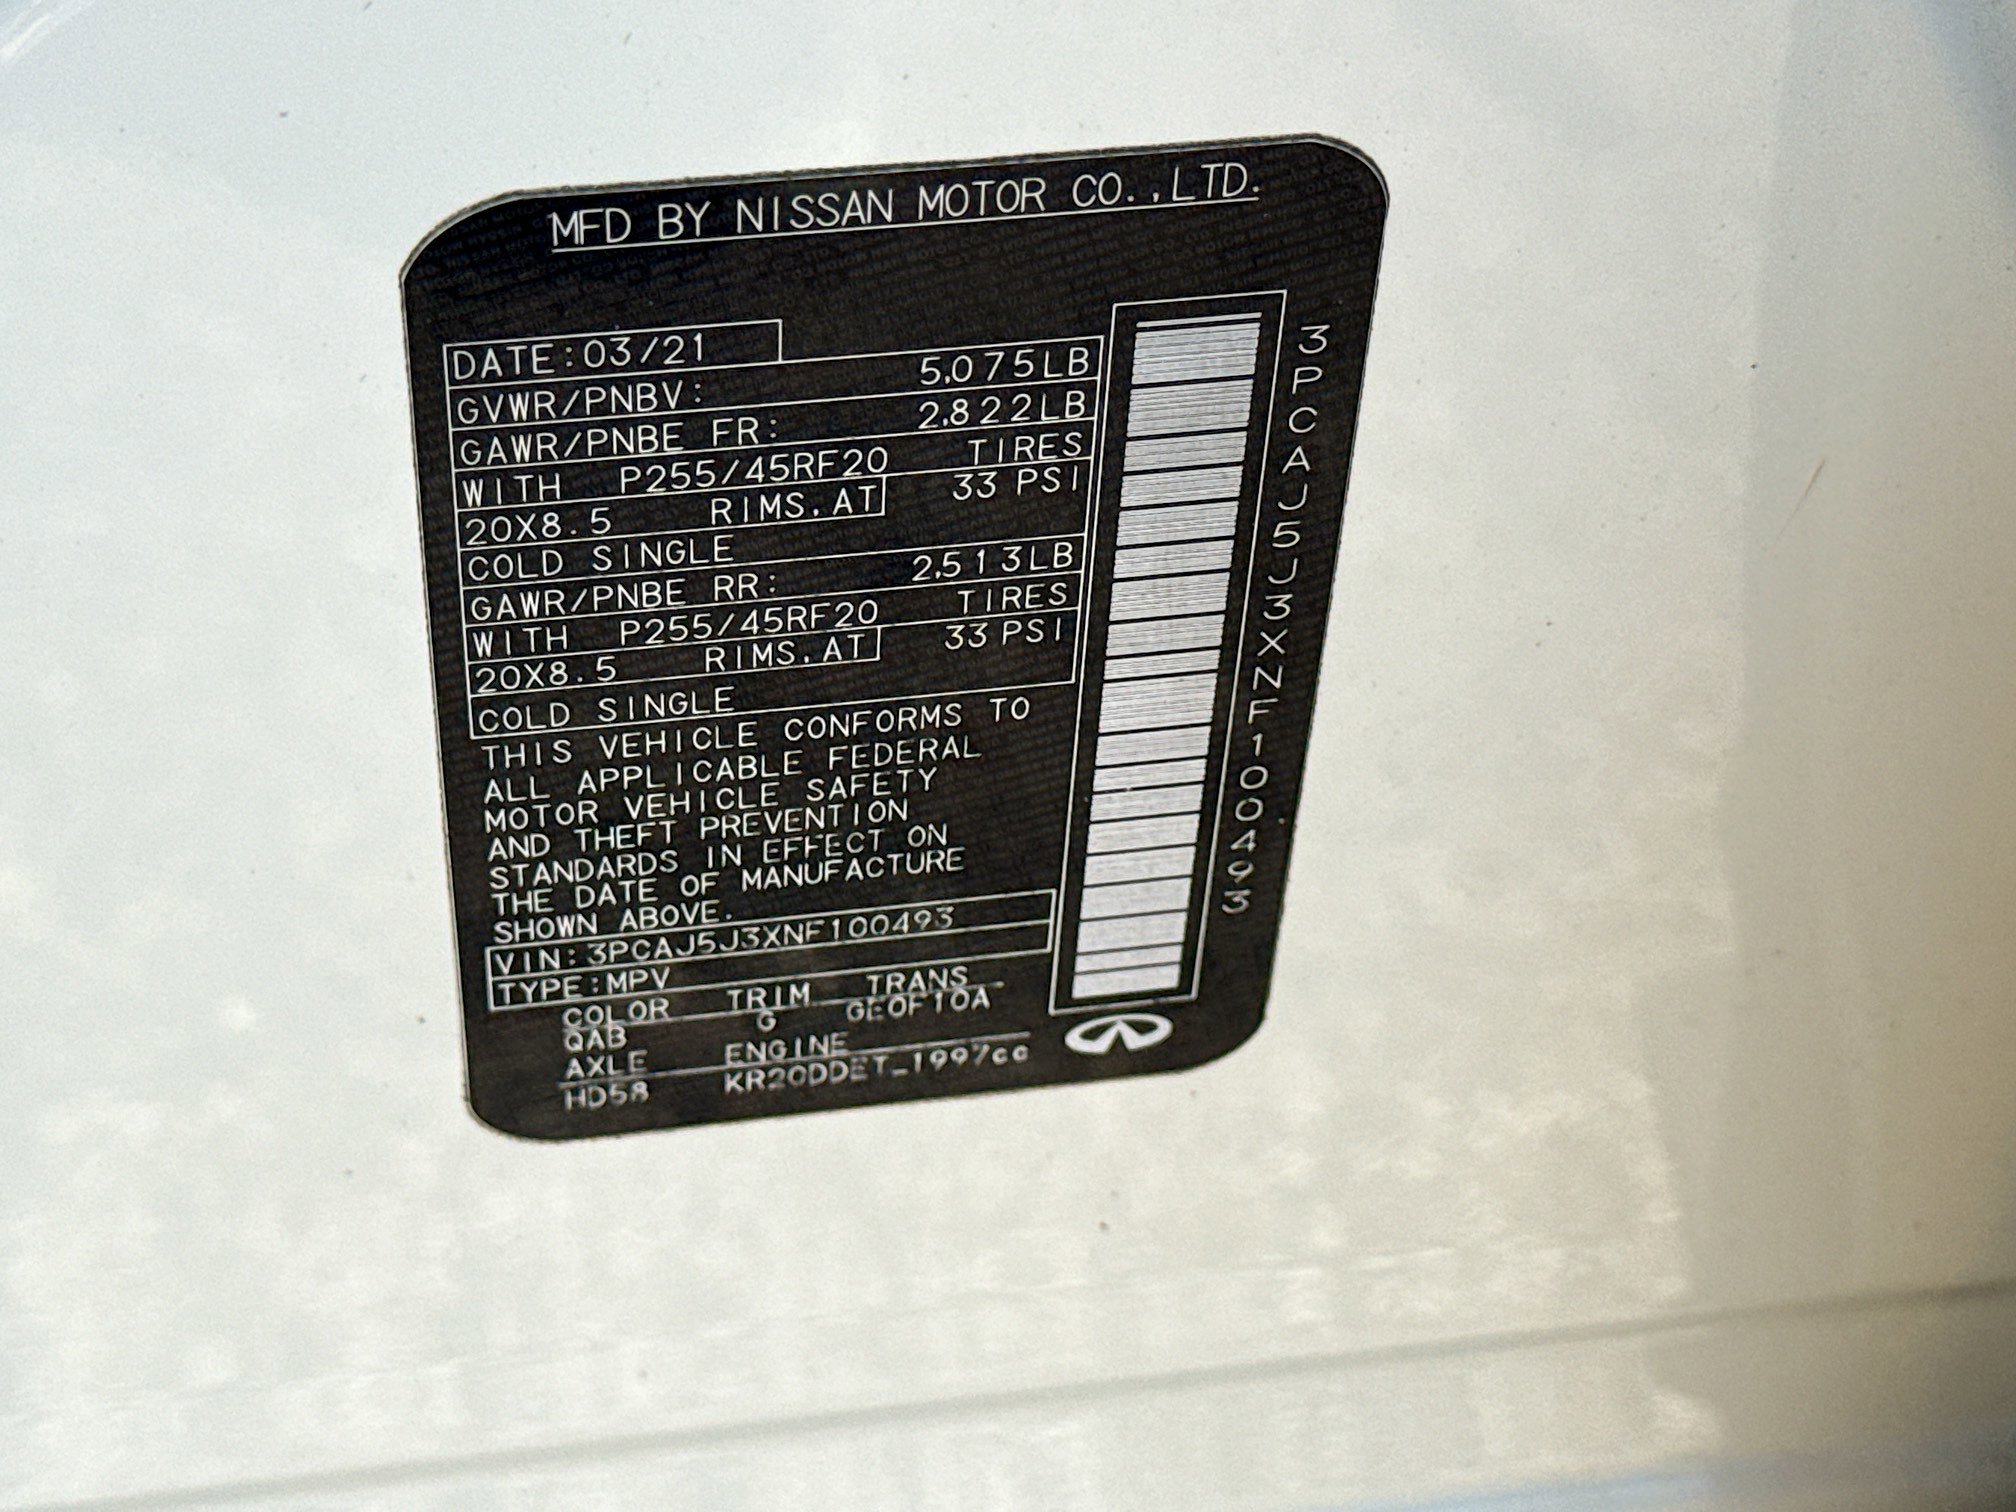 MFD BY NISSAN MOTOR CO.,LTD.
DATE:03/21
GVWR/PNBV: 5,075LB
GAWR/PNBE FR: 2,822LB
WITH P255/45RF20 TIRES
20X8.5 RIMS.AT 33 PSI
COLD SINGLE
GAWR/PNBE RR: 2,513LB
WITH P255/45RF20 TIRES
20X8.5 RIMS.AT 33 PSI
COLD SINGLE
THIS VEHICLE CONFORMS TO
ALL APPLICABLE FEDERAL
MOTOR VEHICLE SAFETY
AND THEFT PREVENTION
STANDARDS IN EFFECT ON
THE DATE OF MANUFACTURE
SHOWN ABOVE.
VIN:3PCAJ5J3XNF100493
TYPE:MPV
COLOR TRIM TRANS
QAB G GE0F10A
AXLE ENGINE
HD58 KR20DDET_1997cc
3PCAJ5J3XNF100493